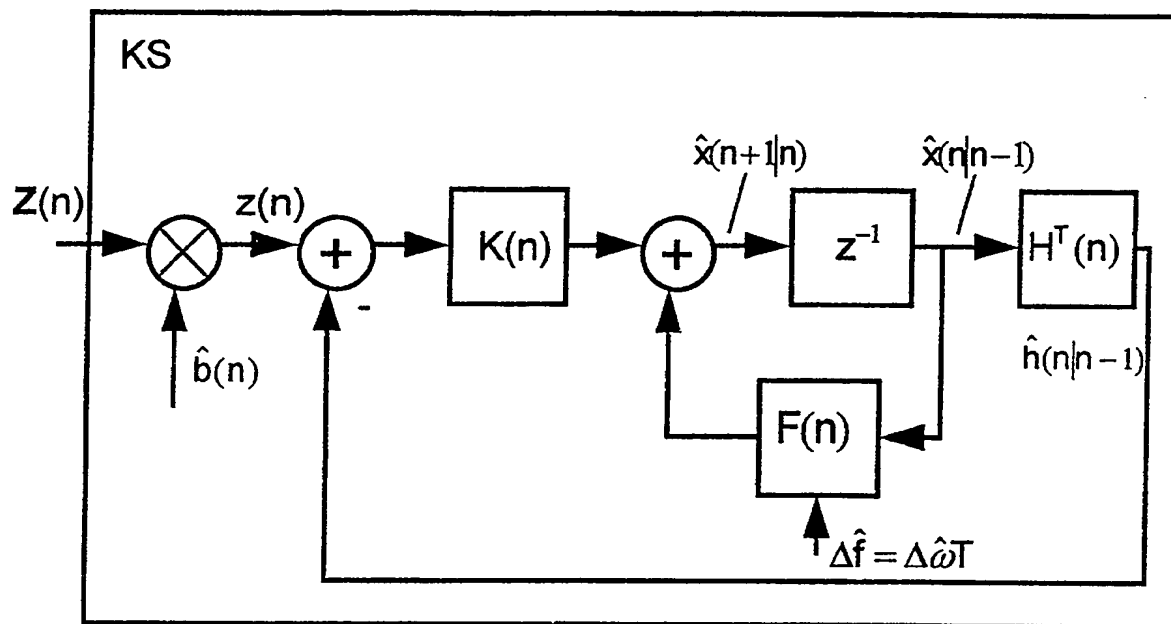 KS
x̂(n+1|n)
x̂(n|n−1)
Z(n)
z(n)
+
K(n)
+
z⁻¹
Hᵀ(n)
-
b̂(n)
ĥ(n|n−1)
F(n)
Δf̂ = Δω̂T